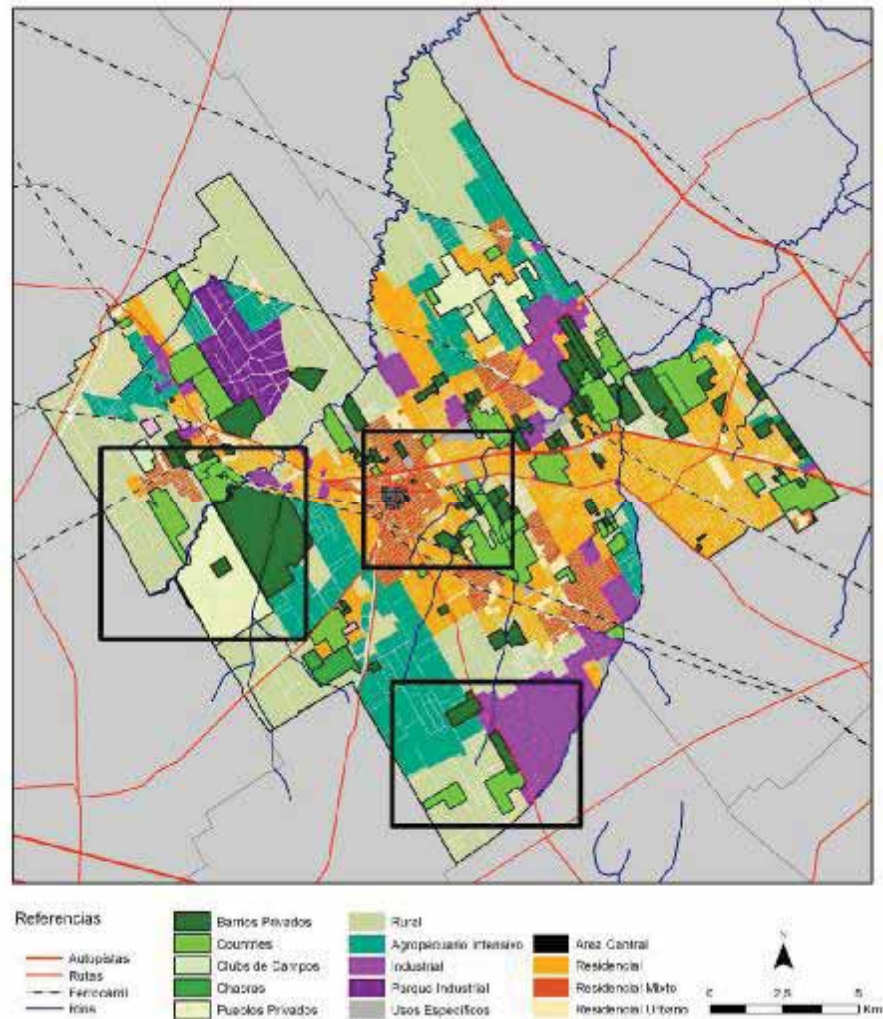 Referencias
Autopistas
Rutas
Ferrocarril
Ríos
Barrios Privados
Countries
Clubs de Campos
Chacras
Pueblos Privados
Rural
Agropecuario Intensivo
Industrial
Parque Industrial
Usos Específicos
Area Central
Residencial
Residencial Mixto
Residencial Urbano
N
0 2,5 5
Km